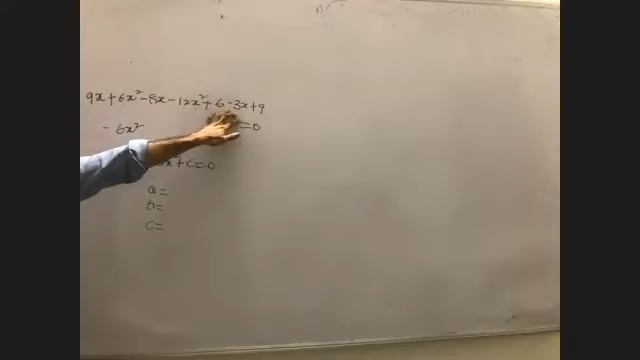 9x + 6x² - 8x - 12x² + 6 - 3x + 9
- 6x² = 0
x + c = 0
a =
b =
c =